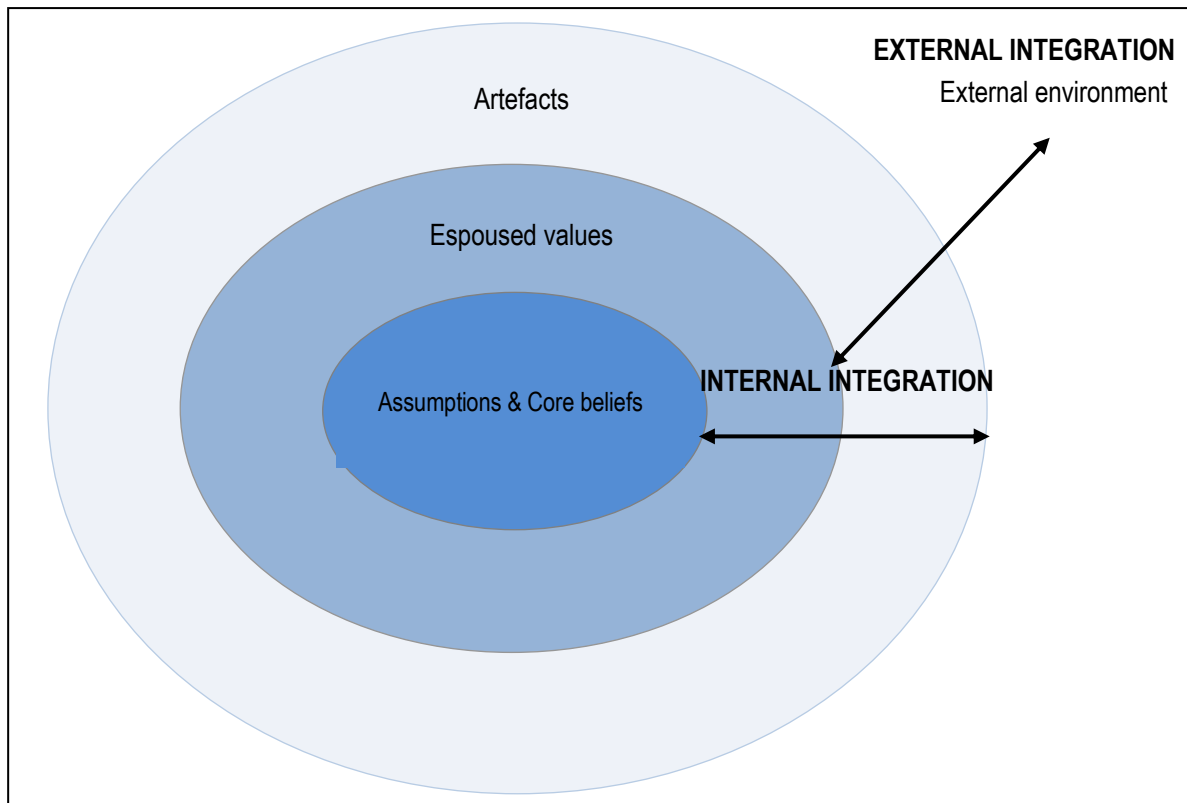 EXTERNAL INTEGRATION
External environment
Artefacts
Espoused values
INTERNAL INTEGRATION
Assumptions & Core beliefs